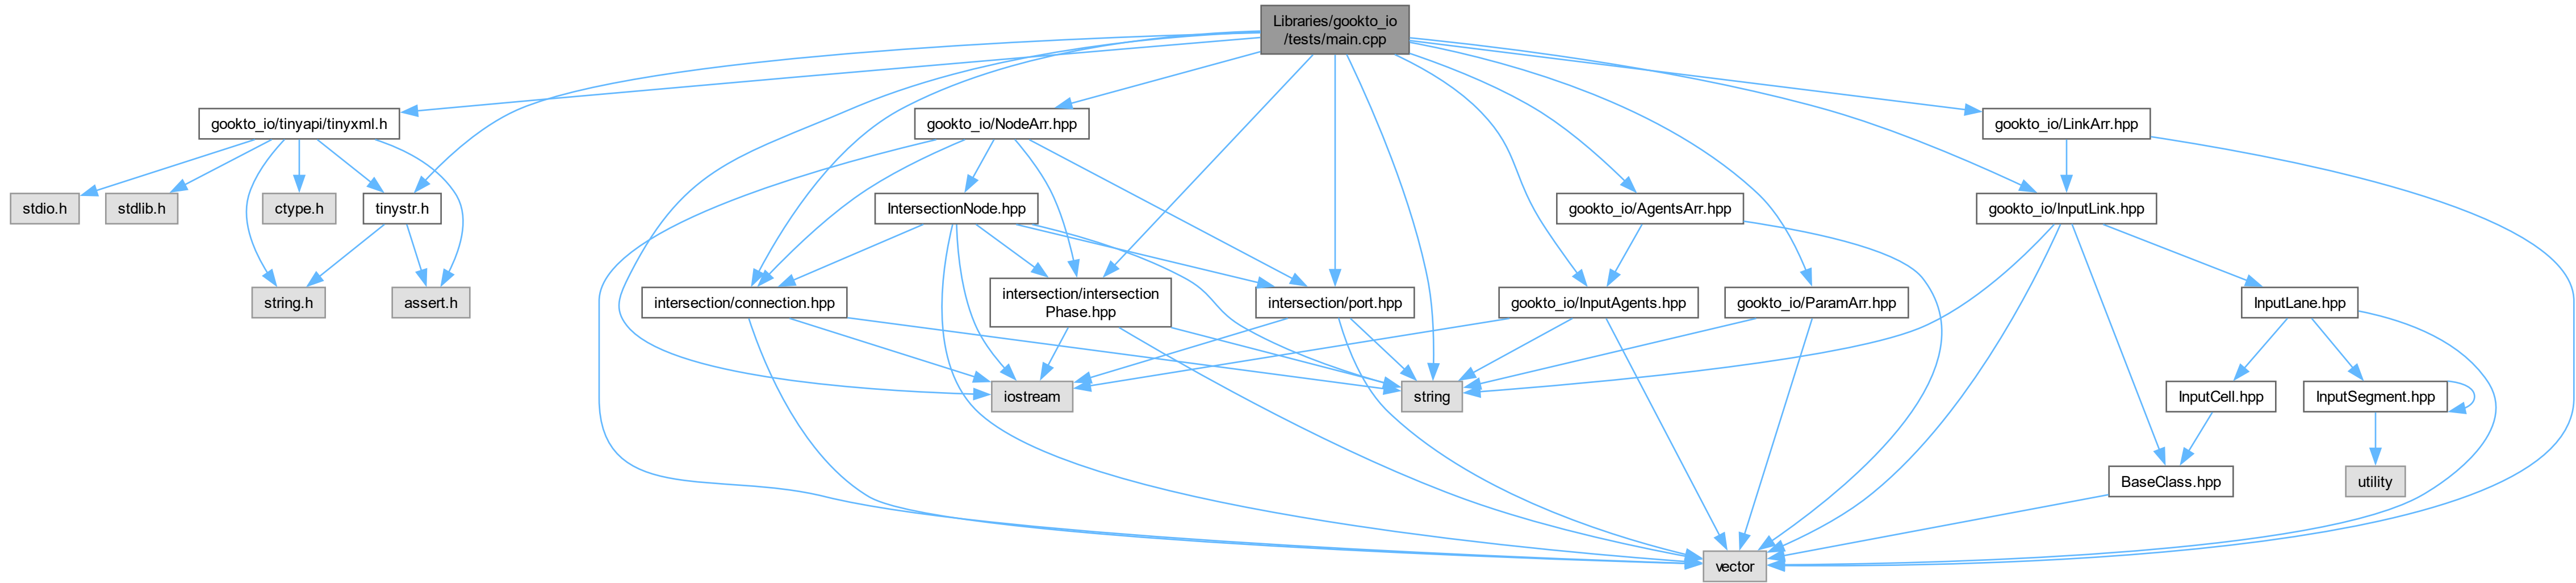 Libraries/gookto_io
/tests/main.cpp
gookto_io/tinyapi/tinyxml.h
gookto_io/NodeArr.hpp
gookto_io/LinkArr.hpp
stdio.h
stdlib.h
ctype.h
tinystr.h
IntersectionNode.hpp
gookto_io/AgentsArr.hpp
gookto_io/InputLink.hpp
string.h
assert.h
intersection/connection.hpp
intersection/intersection
Phase.hpp
intersection/port.hpp
gookto_io/InputAgents.hpp
gookto_io/ParamArr.hpp
InputLane.hpp
iostream
string
InputCell.hpp
InputSegment.hpp
BaseClass.hpp
utility
vector